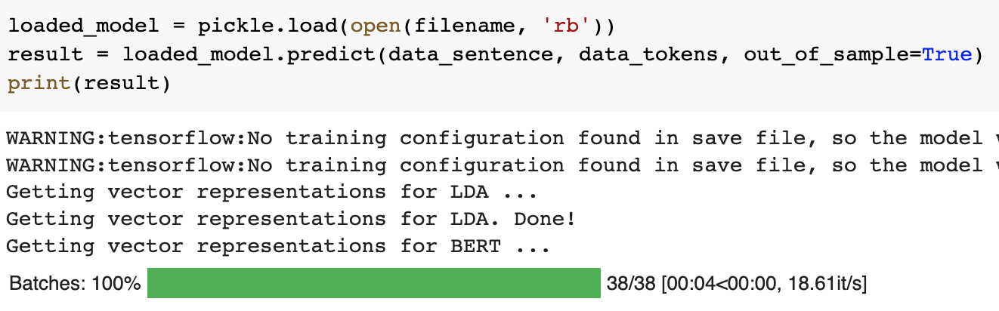 loaded_model = pickle.load(open(filename, 'rb'))
result = loaded_model.predict(data_sentence, data_tokens, out_of_sample=True)
print(result)
WARNING:tensorflow:No training configuration found in save file, so the model
WARNING:tensorflow:No training configuration found in save file, so the model
Getting vector representations for LDA ...
Getting vector representations for LDA. Done!
Getting vector representations for BERT ...
Batches: 100% 38/38 [00:04<00:00, 18.61it/s]